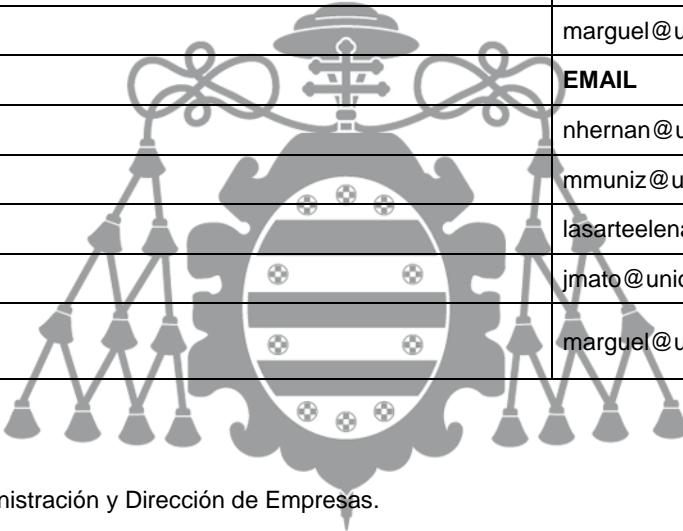 marguel@u
EMAIL
nhernan@u
mmuniz@u
lasarteelena
jmato@unio
marguel@u
nistración y Dirección de Empresas.